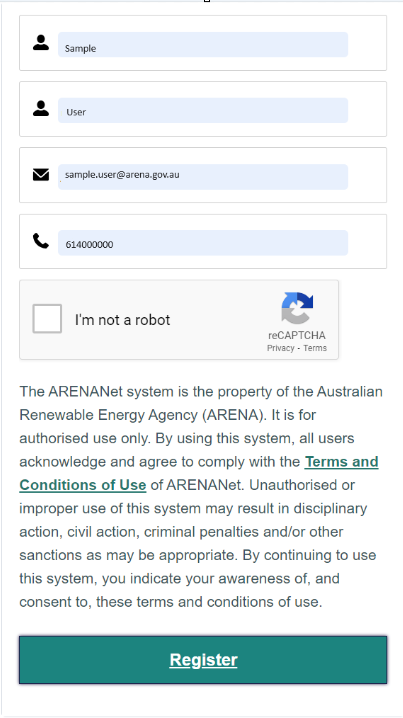 Sample
User
sample.user@arena.gov.au
614000000
I'm not a robot
reCAPTCHA
Privacy - Terms
The ARENANet system is the property of the Australian
Renewable Energy Agency (ARENA). It is for
authorised use only. By using this system, all users
acknowledge and agree to comply with the Terms and
Conditions of Use of ARENANet. Unauthorised or
improper use of this system may result in disciplinary
action, civil action, criminal penalties and/or other
sanctions as may be appropriate. By continuing to use
this system, you indicate your awareness of, and
consent to, these terms and conditions of use.
Register